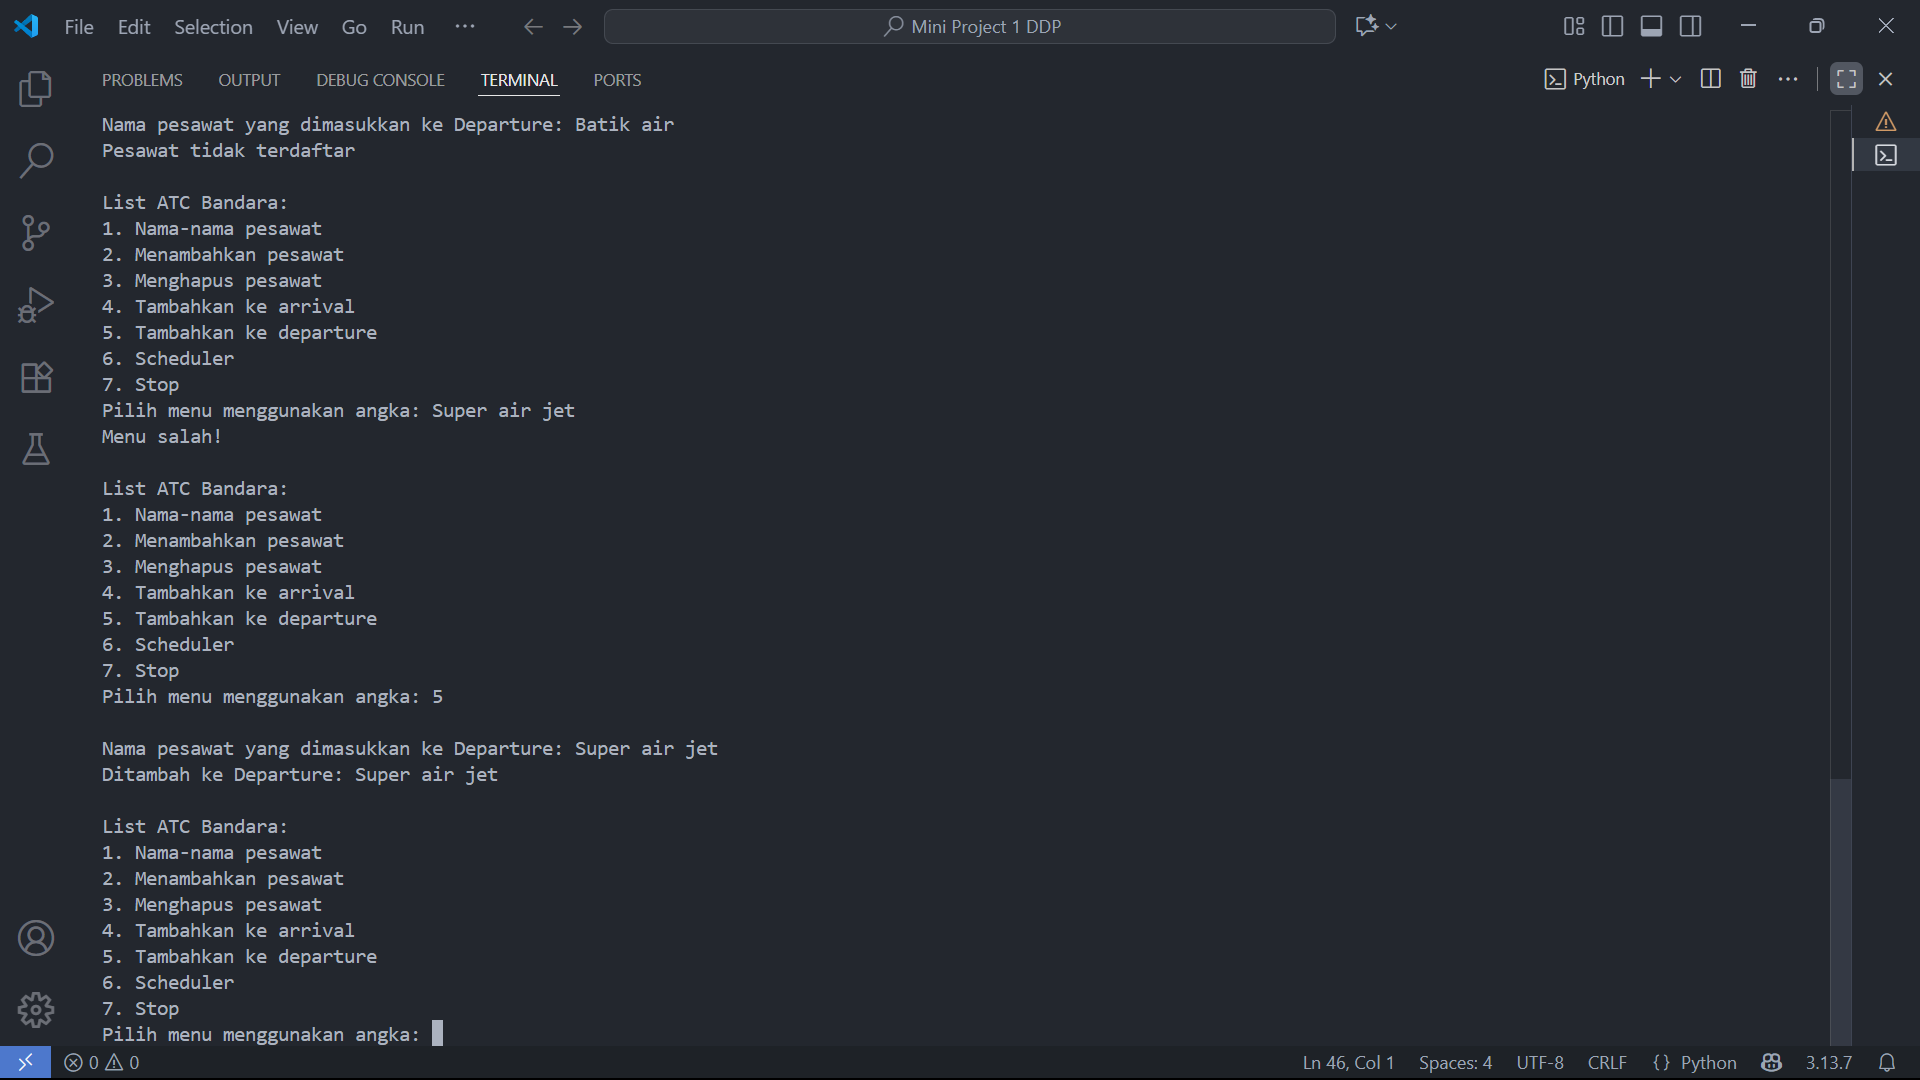 File Edit Selection View Go Run ··· Mini Project 1 DDP
PROBLEMS OUTPUT DEBUG CONSOLE TERMINAL PORTS Python
Nama pesawat yang dimasukkan ke Departure: Batik air
Pesawat tidak terdaftar
List ATC Bandara:
1. Nama-nama pesawat
2. Menambahkan pesawat
3. Menghapus pesawat
4. Tambahkan ke arrival
5. Tambahkan ke departure
6. Scheduler
7. Stop
Pilih menu menggunakan angka: Super air jet
Menu salah!
List ATC Bandara:
1. Nama-nama pesawat
2. Menambahkan pesawat
3. Menghapus pesawat
4. Tambahkan ke arrival
5. Tambahkan ke departure
6. Scheduler
7. Stop
Pilih menu menggunakan angka: 5
Nama pesawat yang dimasukkan ke Departure: Super air jet
Ditambah ke Departure: Super air jet
List ATC Bandara:
1. Nama-nama pesawat
2. Menambahkan pesawat
3. Menghapus pesawat
4. Tambahkan ke arrival
5. Tambahkan ke departure
6. Scheduler
7. Stop
Pilih menu menggunakan angka:
0 0 Ln 46, Col 1 Spaces: 4 UTF-8 CRLF {} Python 3.13.7